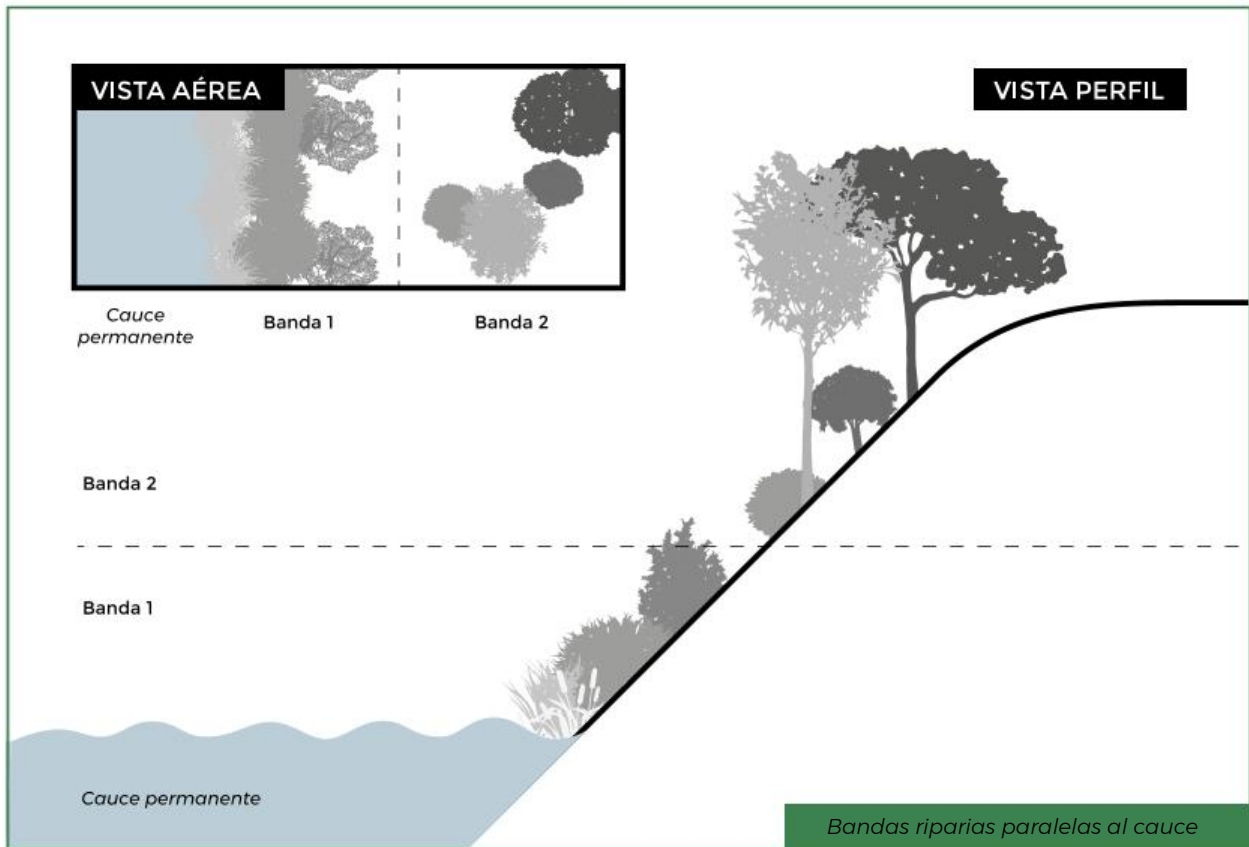 VISTA AÉREA
VISTA PERFIL
Cauce
permanente
Banda 1
Banda 2
Banda 2
Banda 1
Cauce permanente
Bandas riparias paralelas al cauce